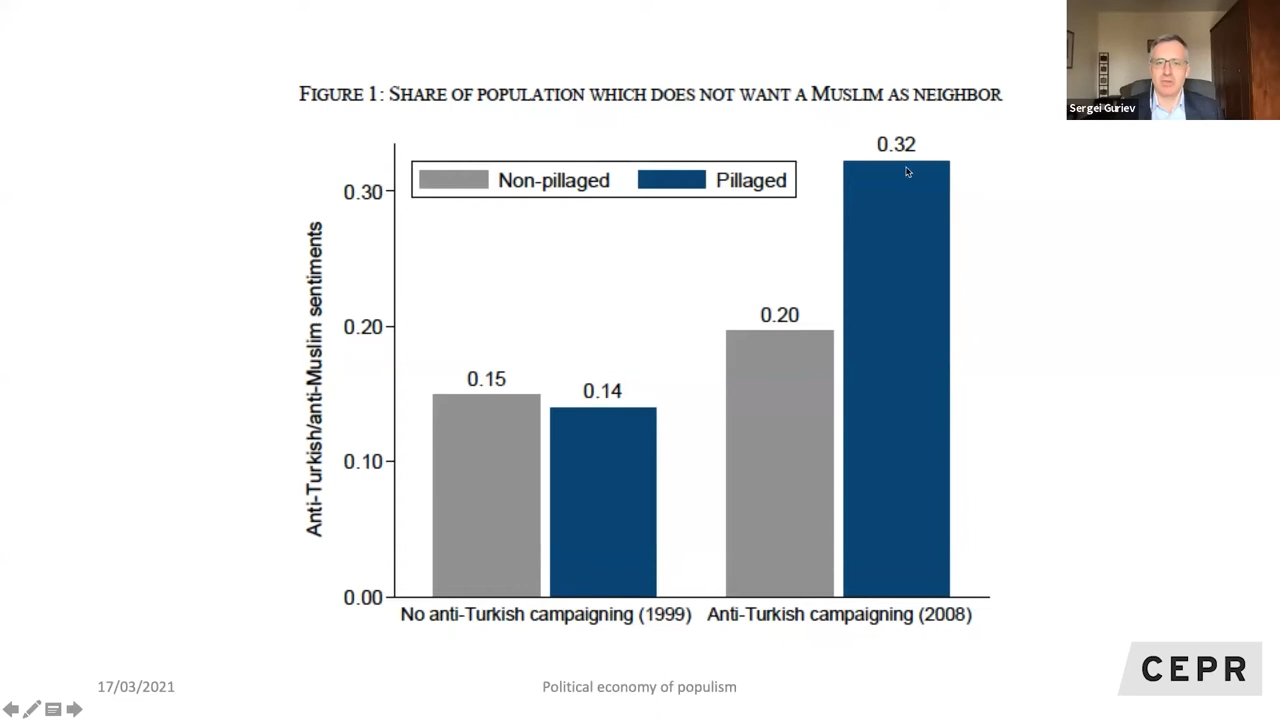 FIGURE 1: SHARE OF POPULATION WHICH DOES NOT WANT A MUSLIM AS NEIGHBOR
Sergei Guriev
Anti-Turkish/anti-Muslim sentiments
Non-pillaged
Pillaged
0.30
0.20
0.10
0.00
0.15
0.14
0.20
0.32
No anti-Turkish campaigning (1999)
Anti-Turkish campaigning (2008)
17/03/2021
Political economy of populism
CEPR